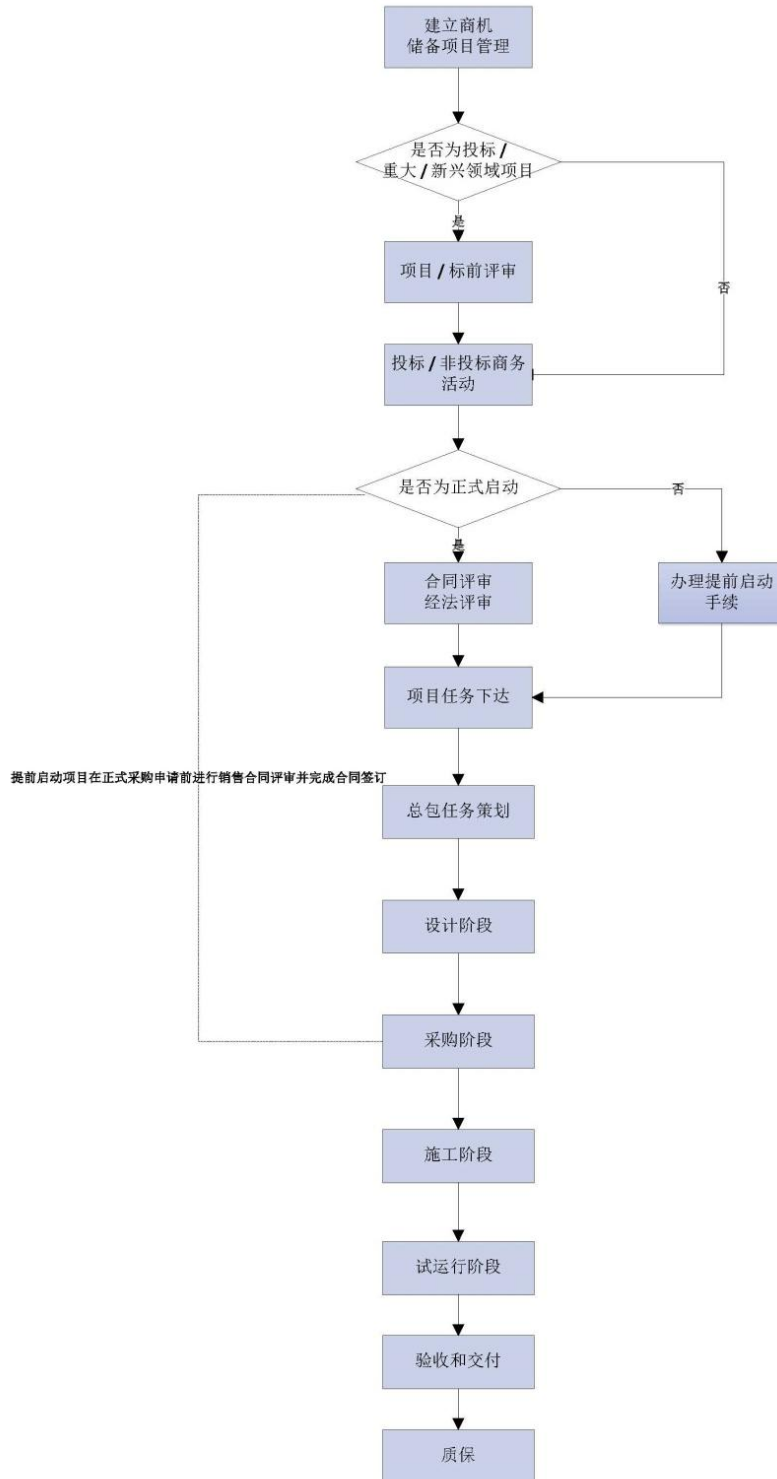 建立商机
储备项目管理
是否为投标/
重大/新兴领域项目
是
项目/标前评审
否
投标/非投标商务
活动
是否为正式启动
否
是
合同评审
经法评审
办理提前启动
手续
项目任务下达
提前启动项目在正式采购申请前进行销售合同评审并完成合同签订
总包任务策划
设计阶段
采购阶段
施工阶段
试运行阶段
验收和交付
质保